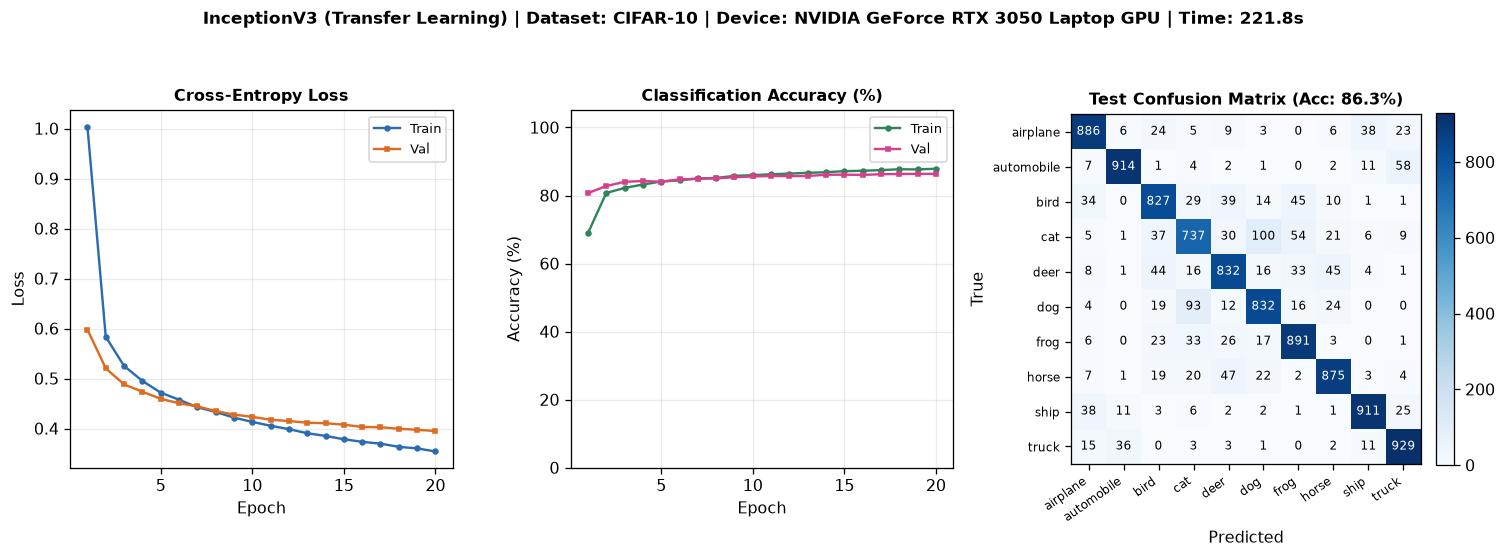 InceptionV3 (Transfer Learning) | Dataset: CIFAR-10 | Device: NVIDIA GeForce RTX 3050 Laptop GPU | Time: 221.8s
Cross-Entropy Loss
Train
Val
1.0
0.9
0.8
0.7
0.6
0.5
0.4
Loss
5 10 15 20
Epoch
Classification Accuracy (%)
Train
Val
100
80
60
40
20
0
Accuracy (%)
5 10 15 20
Epoch
Test Confusion Matrix (Acc: 86.3%)
airplane 886 6 24 5 9 3 0 6 38 23
automobile 7 914 1 4 2 1 0 2 11 58
bird 34 0 827 29 39 14 45 10 1 1
cat 5 1 37 737 30 100 54 21 6 9
deer 8 1 44 16 832 16 33 45 4 1
dog 4 0 19 93 12 832 16 24 0 0
frog 6 0 23 33 26 17 891 3 0 1
horse 7 1 19 20 47 22 2 875 3 4
ship 38 11 3 6 2 2 1 1 911 25
truck 15 36 0 3 3 1 0 2 11 929
True
airplane automobile bird cat deer dog frog horse ship truck
Predicted
800
600
400
200
0